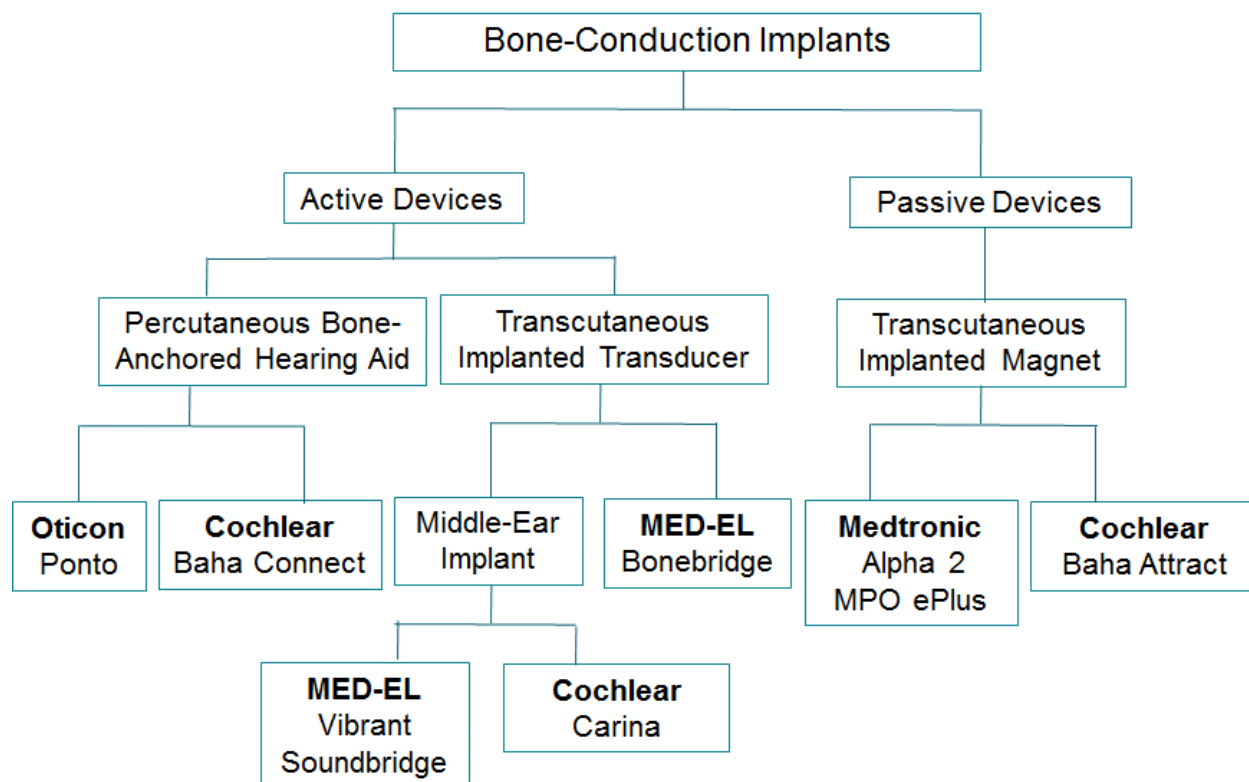 Bone-Conduction Implants
Active Devices
Passive Devices
Percutaneous Bone-
Anchored Hearing Aid
Transcutaneous
Implanted Transducer
Transcutaneous
Implanted Magnet
Oticon
Ponto
Cochlear
Baha Connect
Middle-Ear
Implant
MED-EL
Bonebridge
Medtronic
Alpha 2
MPO ePlus
Cochlear
Baha Attract
MED-EL
Vibrant
Soundbridge
Cochlear
Carina